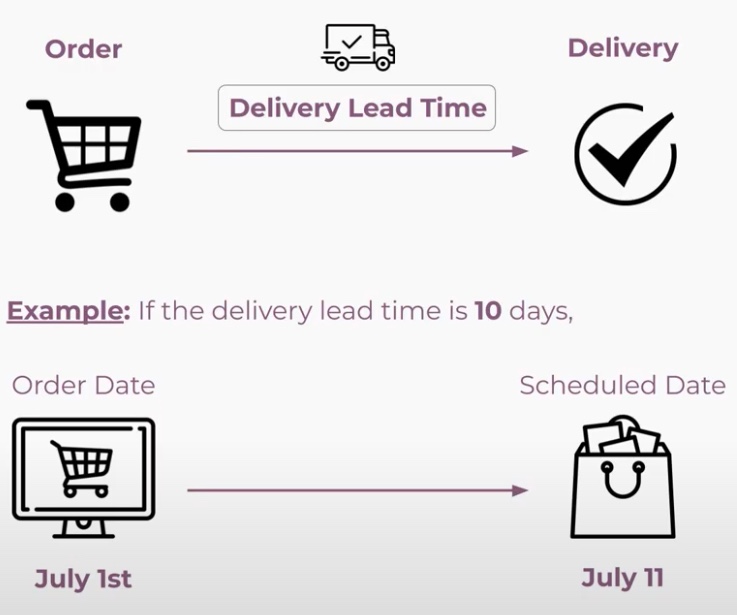 Order
Delivery
Delivery Lead Time
Example: If the delivery lead time is 10 days,
Order Date
Scheduled Date
July 1st
July 11